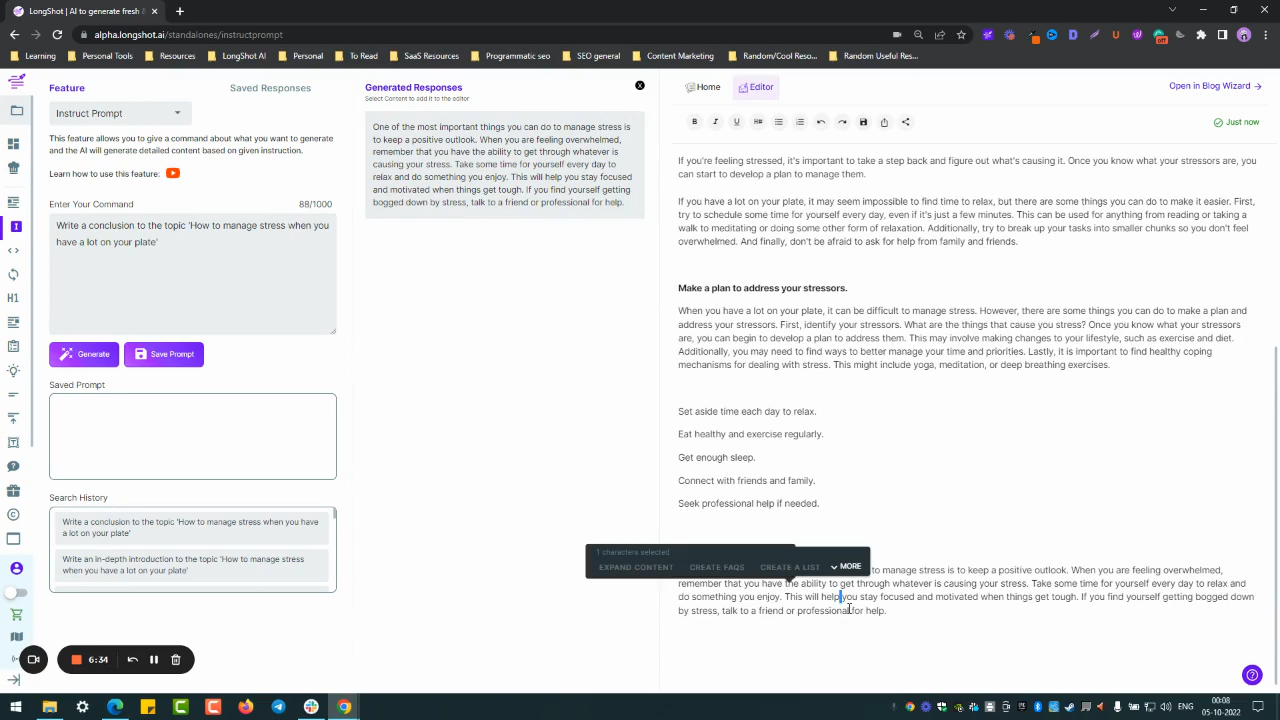 LongShot | AI to generate fresh &
alpha.longshot.ai/standalones/instructprompt
Learning
Tools
Resources
Personal
To Read
SaaS Resources
Programmatic seo
SEO general
Content Marketing
Random/Cool Reso...
Random Useful Res...
off
Feature
Saved Responses
Instruct Prompt
This feature allows you to give a command about what you want to generate
and the AI will generate detailed content based on given instruction.
Learn how to use this feature:
Enter Your Command
88/1000
Write a conclusion to the topic 'How to manage stress when you
have a lot on your plate'
Generate
Save Prompt
Saved Prompt
Search History
Write a conclusion to the topic 'How to manage stress when you have
a lot on your plate'
Write an in-depth introduction to the topic 'How to manage stress
when you have a lot on your plate'
H1
6:34
Generated Responses
Select Content to add it to the editor
X
One of the most important things you can do to manage stress is
to keep a positive outlook. When you are feeling overwhelmed,
remember that you have the ability to get through whatever is
causing your stress. Take some time for yourself every day to
relax and do something you enjoy. This will help you stay focused
and motivated when things get tough. If you find yourself getting
bogged down by stress, talk to a friend or professional for help.
Home
Editor
Open in Blog Wizard
B
I
U
H#
Just now
If you're feeling stressed, it's important to take a step back and figure out what's causing it. Once you know what your stressors are, you
can start to develop a plan to manage them.
If you have a lot on your plate, it may seem impossible to find time to relax, but there are some things you can do to make it easier. First,
try to schedule some time for yourself every day, even if it's just a few minutes. This can be used for anything from reading or taking a
walk to meditating or doing some other form of relaxation. Additionally, try to break up your tasks into smaller chunks so you don't feel
overwhelmed. And finally, don't be afraid to ask for help from family and friends.
Make a plan to address your stressors.
When you have a lot on your plate, it can be difficult to manage stress. However, there are some things you can do to make a plan and
address your stressors. First, identify your stressors. What are the things that cause you stress? Once you know what your stressors
are, you can begin to develop a plan to address them. This may involve making changes to your lifestyle, such as exercise and diet.
Additionally, you may need to find ways to better manage your time and priorities. Lastly, it is important to find healthy coping
mechanisms for dealing with stress. This might include yoga, meditation, or deep breathing exercises.
Set aside time each day to relax.
Eat healthy and exercise regularly.
Get enough sleep.
Connect with friends and family.
Seek professional help if needed.
1 characters selected
EXPAND CONTENT
CREATE FAQS
CREATE A LIST
MORE
to manage stress is to keep a positive outlook. When you are feeling overwhelmed,
remember that you have the ability to get through whatever is causing your stress. Take some time for yourself every day to relax and
do something you enjoy. This will help you stay focused and motivated when things get tough. If you find yourself getting bogged down
by stress, talk to a friend or professional for help.
ENG
00:08
05-10-2022